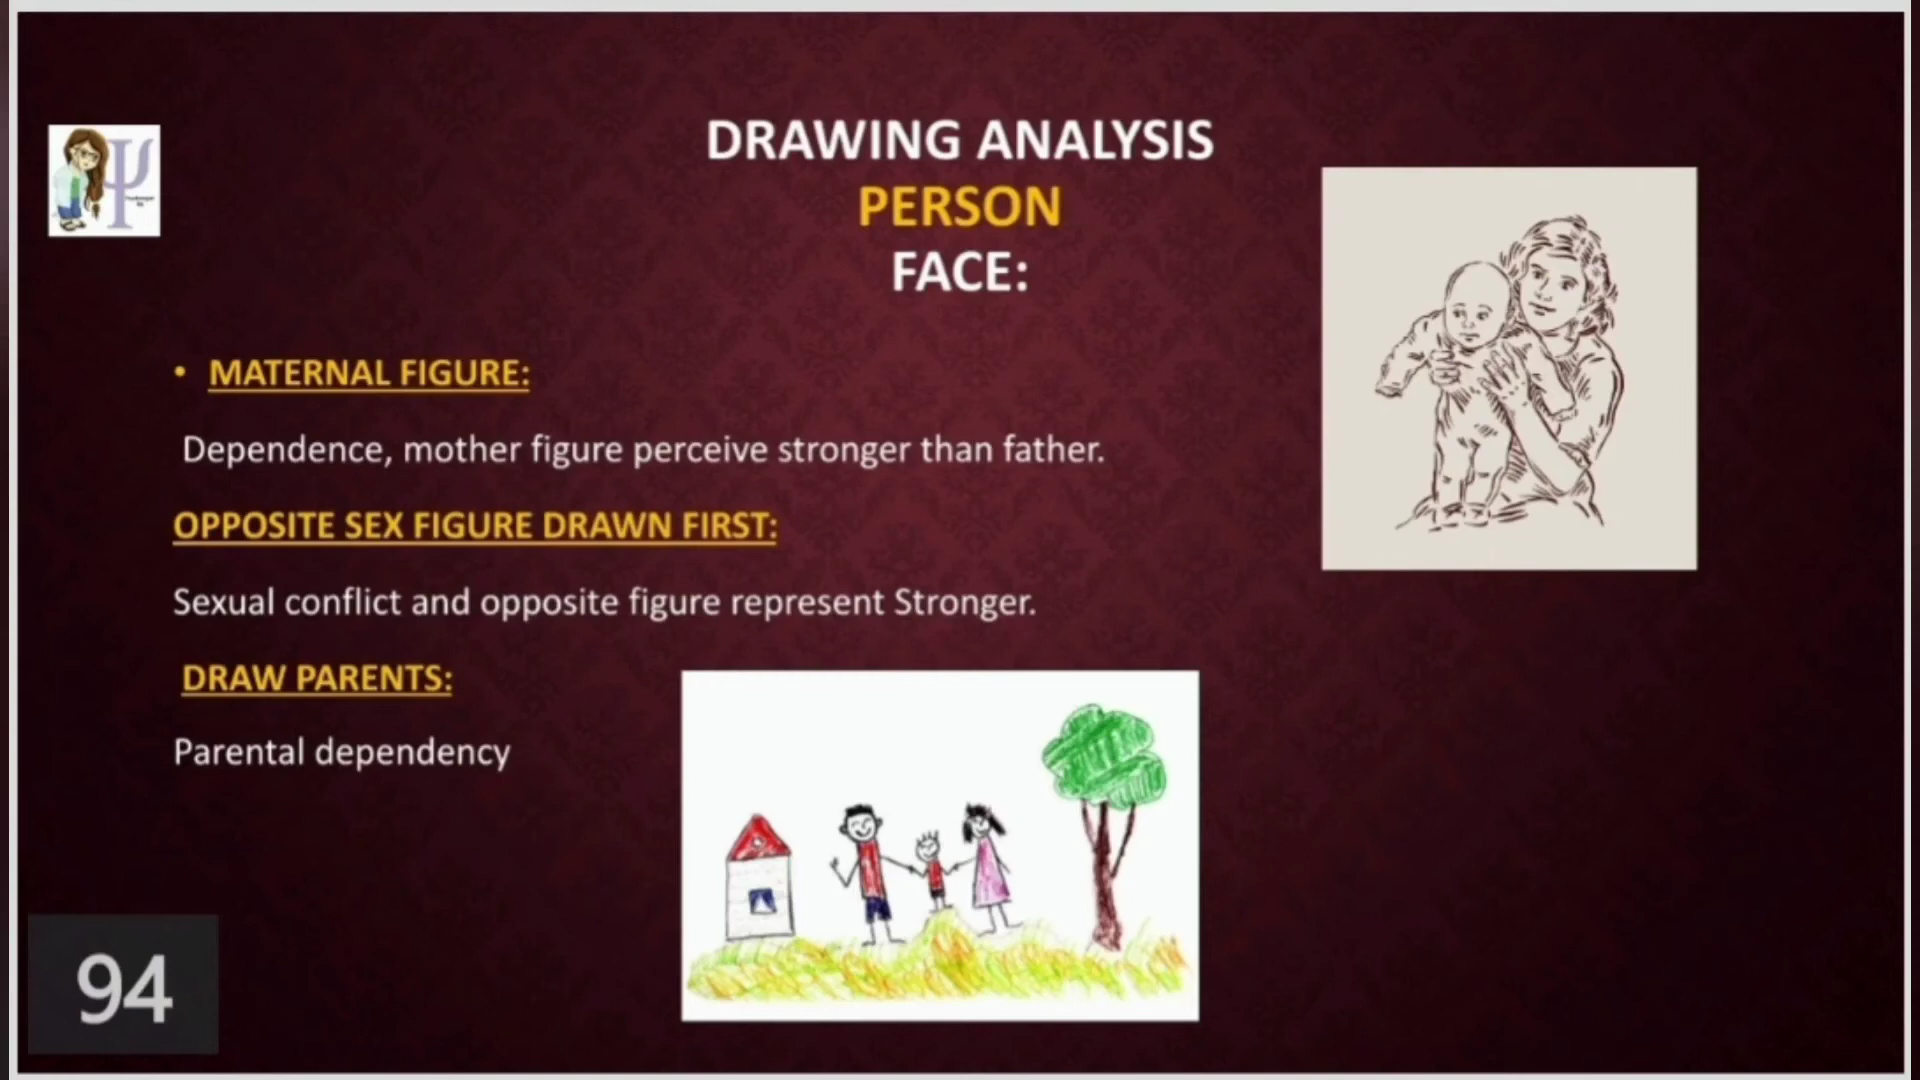 DRAWING ANALYSIS
PERSON
FACE:
• MATERNAL FIGURE:
Dependence, mother figure perceive stronger than father.
OPPOSITE SEX FIGURE DRAWN FIRST:
Sexual conflict and opposite figure represent Stronger.
DRAW PARENTS:
Parental dependency
94